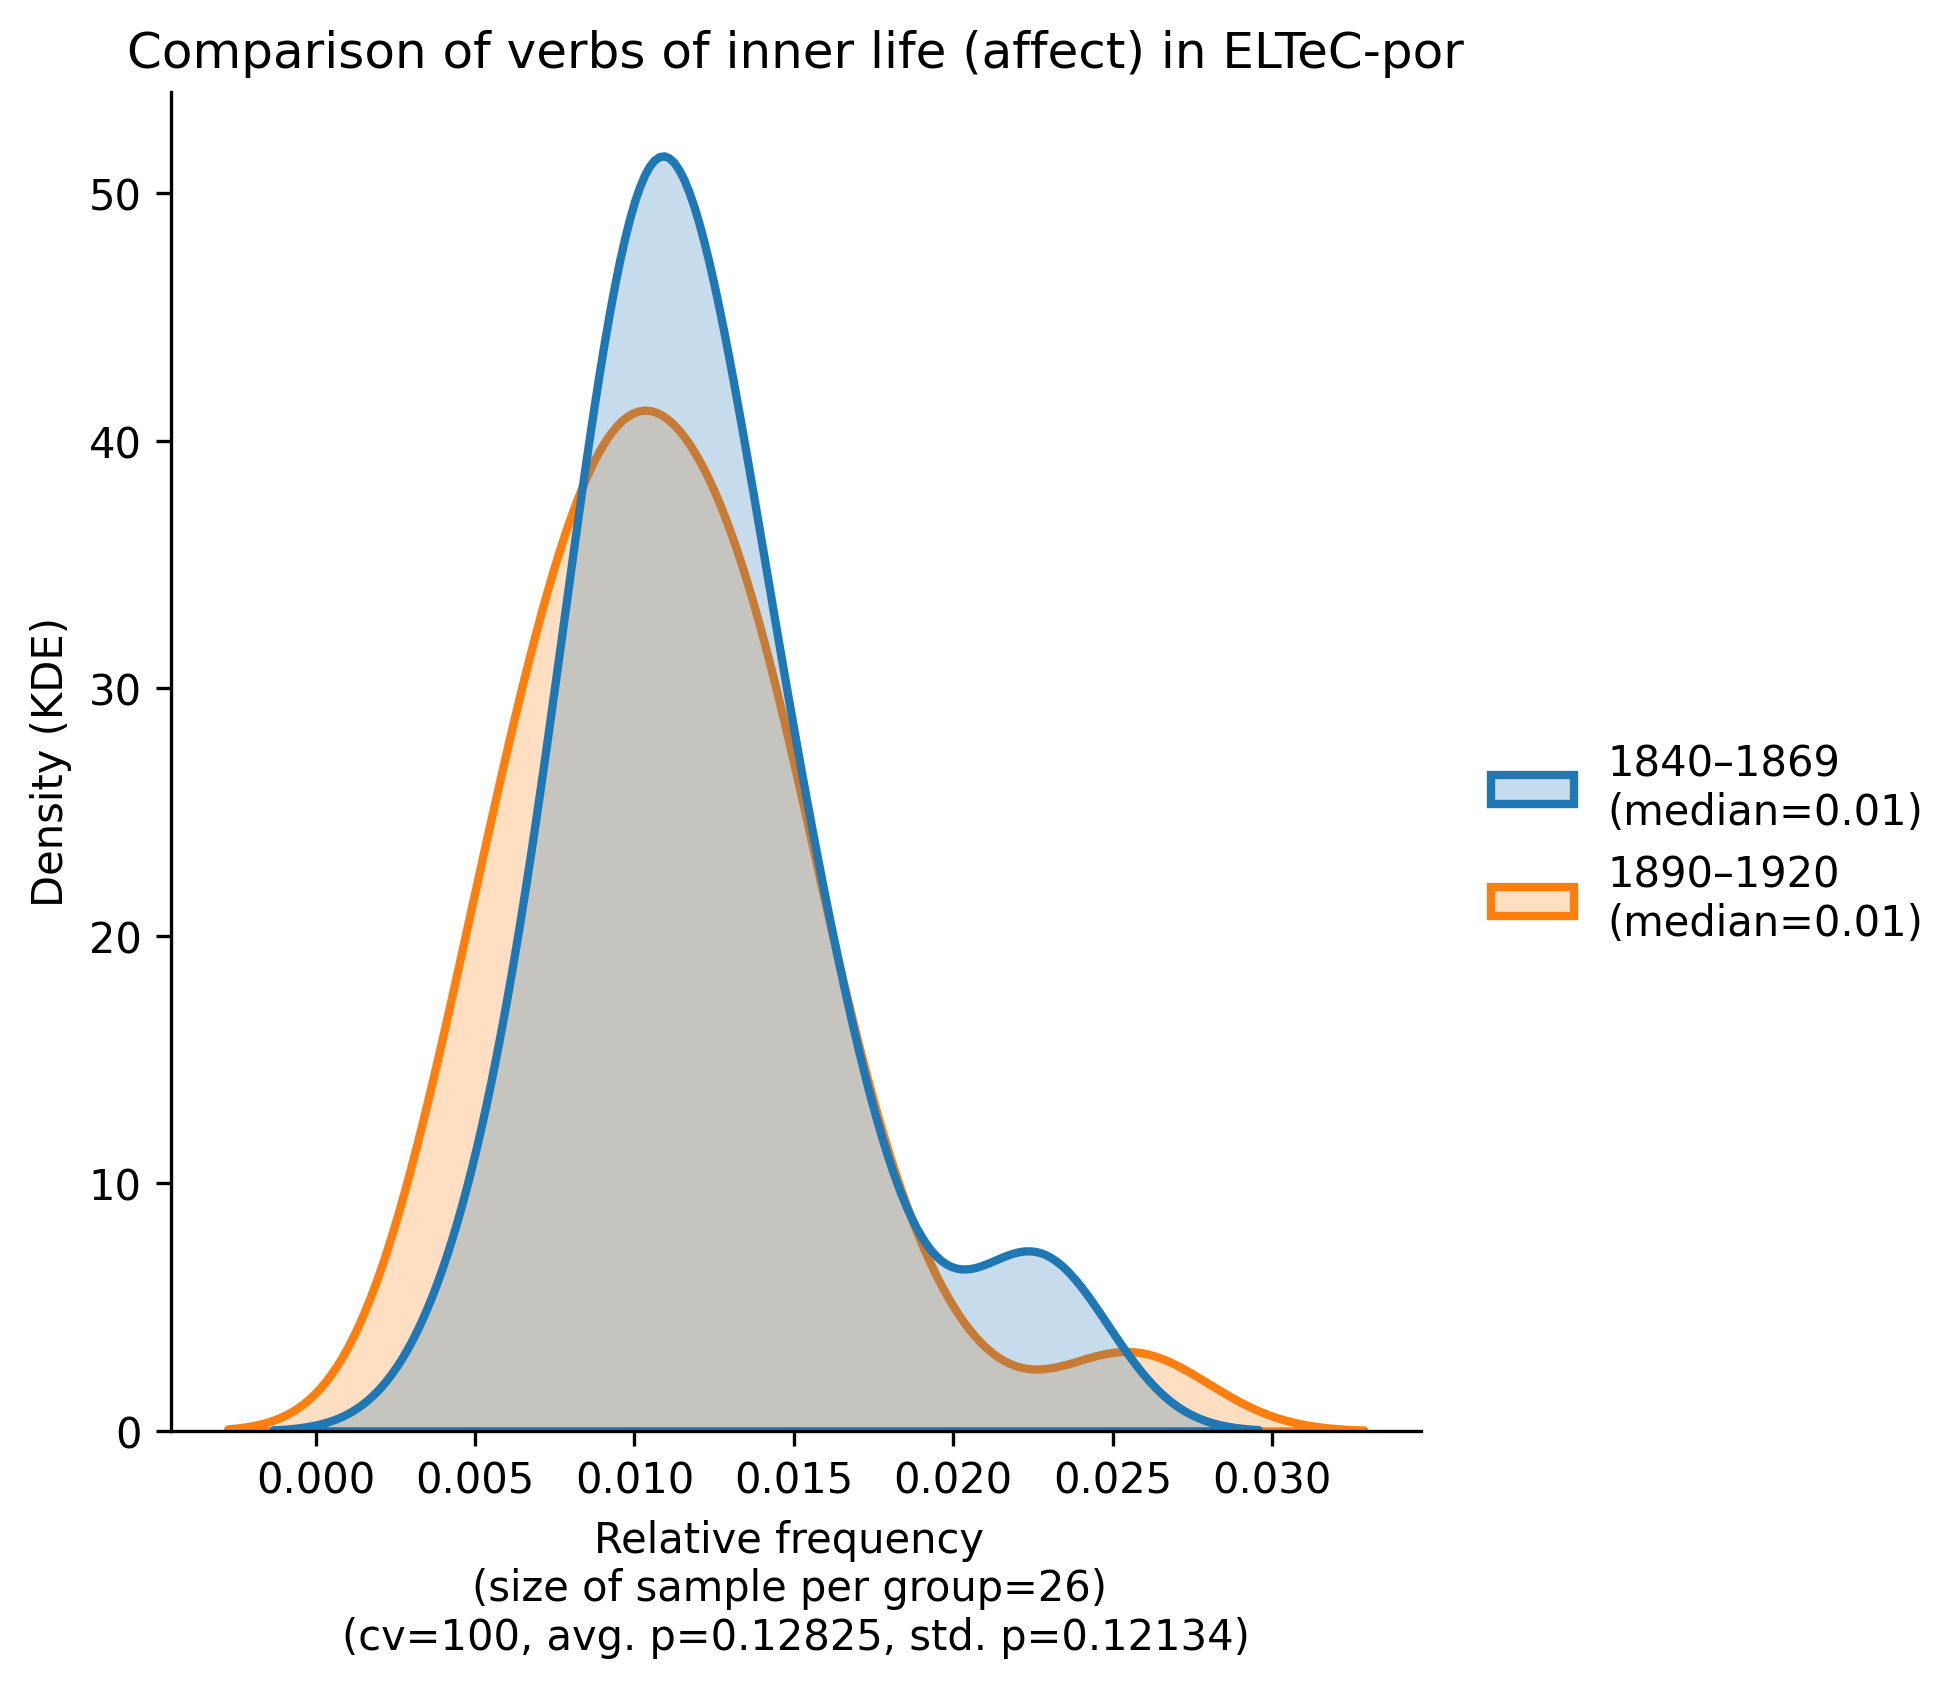 Comparison of verbs of inner life (affect) in ELTeC-por
Density (KDE)
50
40
30
20
10
0
0.000 0.005 0.010 0.015 0.020 0.025 0.030
Relative frequency
(size of sample per group=26)
(cv=100, avg. p=0.12825, std. p=0.12134)
1840–1869
(median=0.01)
1890–1920
(median=0.01)